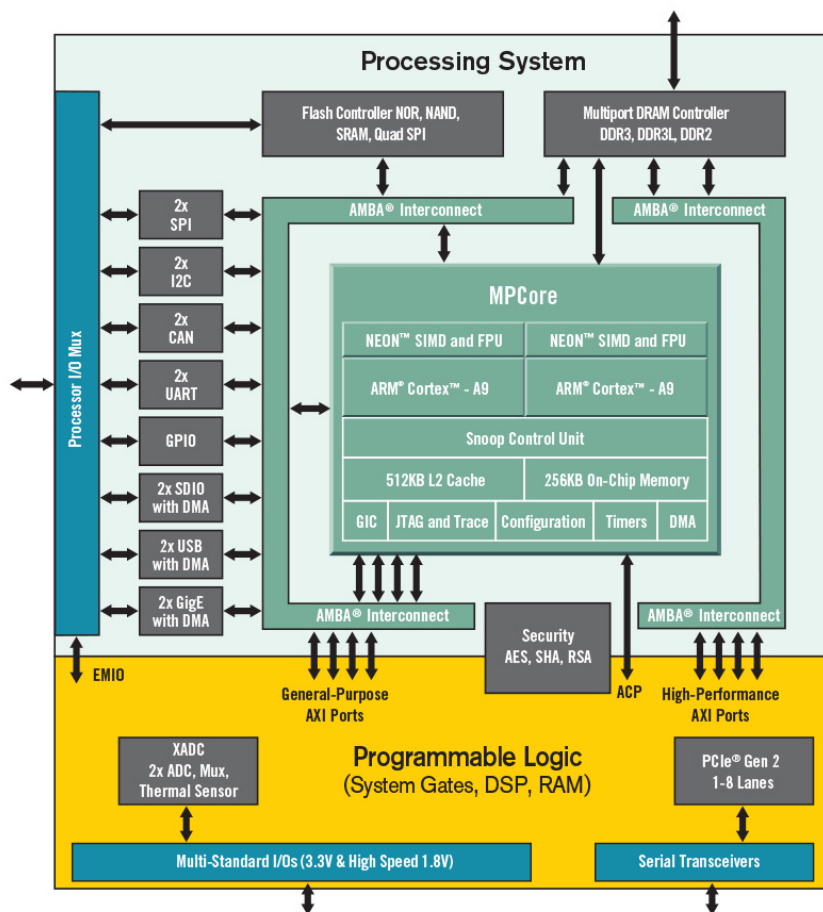 Processing System
Flash Controller NOR, NAND,
SRAM, Quad SPI
Multiport DRAM Controller
DDR3, DDR3L, DDR2
Processor I/O Mux
2x
SPI
2x
I2C
2x
CAN
2x
UART
GPIO
2x SDIO
with DMA
2x USB
with DMA
2x GigE
with DMA
AMBA® Interconnect
AMBA® Interconnect
MPCore
NEON™ SIMD and FPU
NEON™ SIMD and FPU
ARM® Cortex™ - A9
ARM® Cortex™ - A9
Snoop Control Unit
512KB L2 Cache
256KB On-Chip Memory
GIC
JTAG and Trace
Configuration
Timers
DMA
AMBA® Interconnect
AMBA® Interconnect
Security
AES, SHA, RSA
EMIO
General-Purpose
AXI Ports
ACP
High-Performance
AXI Ports
Programmable Logic
(System Gates, DSP, RAM)
XADC
2x ADC, Mux,
Thermal Sensor
PCIe® Gen 2
1-8 Lanes
Multi-Standard I/Os (3.3V & High Speed 1.8V)
Serial Transceivers